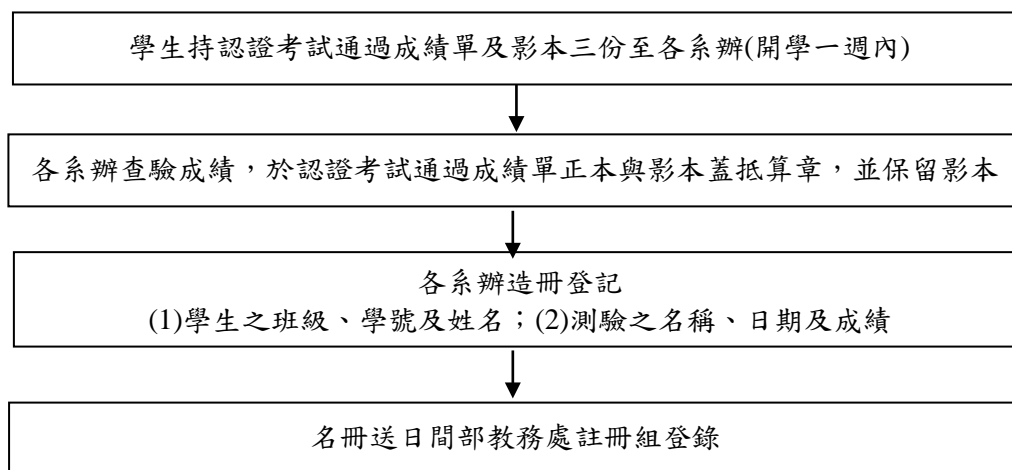 學生持認證考試通過成績單及影本三份至各系辦(開學一週內)
各系辦查驗成績，於認證考試通過成績單正本與影本蓋抵算章，並保留影本
各系辦造冊登記
(1)學生之班級、學號及姓名；(2)測驗之名稱、日期及成績
名冊送日間部教務處註冊組登錄